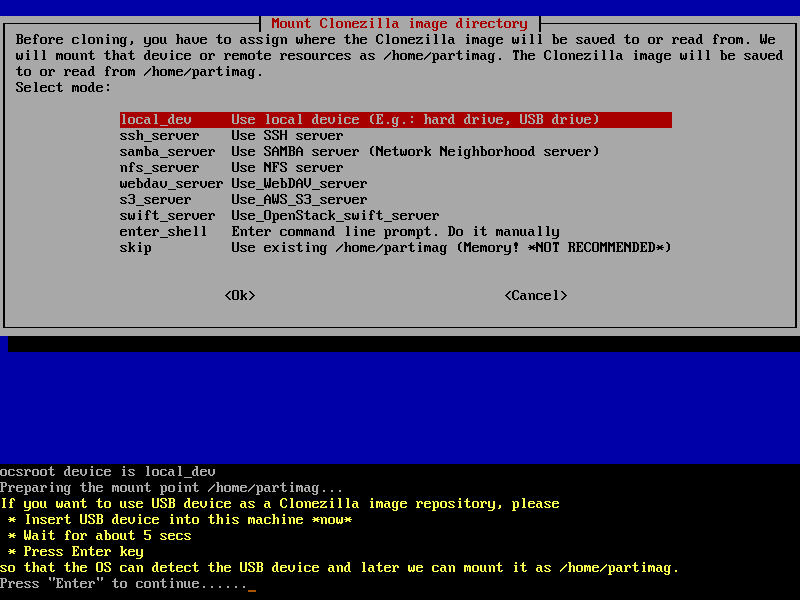 Mount Clonezilla image directory
Before cloning, you have to assign where the Clonezilla image will be saved to or read from. We
will mount that device or remote resources as /home/partimag. The Clonezilla image will be saved
to or read from /home/partimag.
Select mode:
local_dev Use local device (E.g.: hard drive, USB drive)
ssh_server Use SSH server
samba_server Use SAMBA server (Network Neighborhood server)
nfs_server Use NFS server
webdav_server Use_WebDAV_server
s3_server Use_AWS_S3_server
swift_server Use_OpenStack_swift_server
enter_shell Enter command line prompt. Do it manually
skip Use existing /home/partimag (Memory! *NOT RECOMMENDED*)
<Ok> <Cancel>
ocsroot device is local_dev
Preparing the mount point /home/partimag...
If you want to use USB device as a Clonezilla image repository, please
* Insert USB device into this machine *now*
* Wait for about 5 secs
* Press Enter key
so that the OS can detect the USB device and later we can mount it as /home/partimag.
Press "Enter" to continue......_